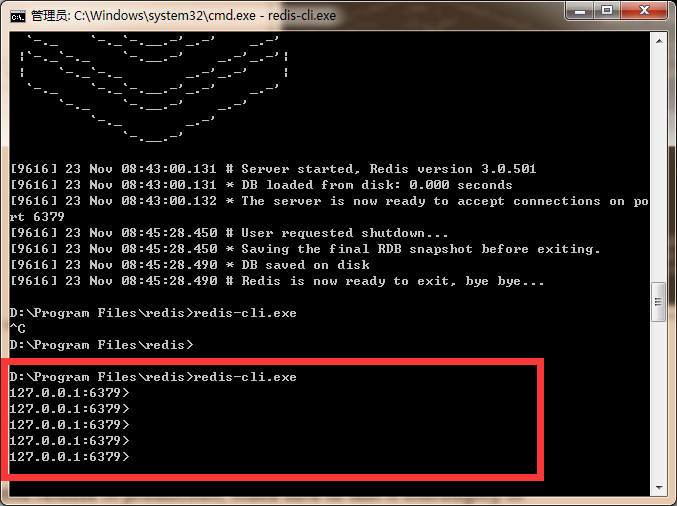 管理员: C:\Windows\system32\cmd.exe - redis-cli.exe
[9616] 23 Nov 08:43:00.131 # Server started, Redis version 3.0.501
[9616] 23 Nov 08:43:00.131 * DB loaded from disk: 0.000 seconds
[9616] 23 Nov 08:43:00.132 * The server is now ready to accept connections on po
rt 6379
[9616] 23 Nov 08:45:28.450 # User requested shutdown...
[9616] 23 Nov 08:45:28.450 * Saving the final RDB snapshot before exiting.
[9616] 23 Nov 08:45:28.490 * DB saved on disk
[9616] 23 Nov 08:45:28.490 # Redis is now ready to exit, bye bye...
D:\Program Files\redis>redis-cli.exe
^C
D:\Program Files\redis>
D:\Program Files\redis>redis-cli.exe
127.0.0.1:6379>
127.0.0.1:6379>
127.0.0.1:6379>
127.0.0.1:6379>
127.0.0.1:6379>